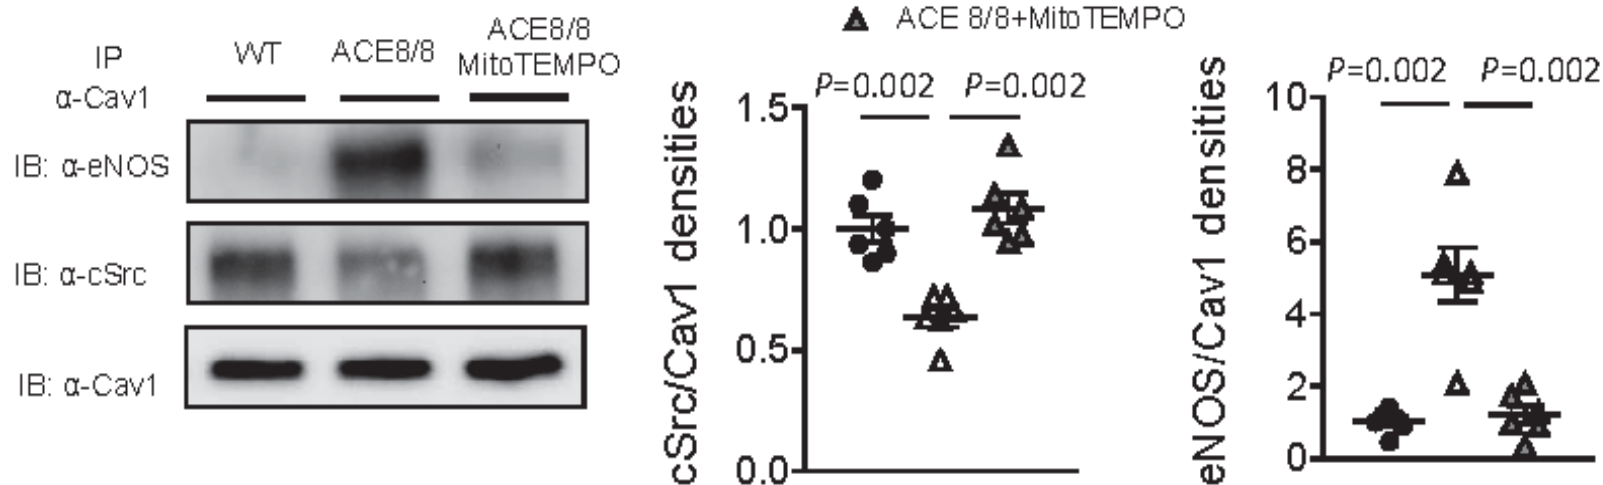 IP
α-Cav1
WT
ACE8/8
ACE8/8
MitoTEMPO
IB: α-eNOS
IB: α-cSrc
IB: α-Cav1
ACE 8/8+MitoTEMPO
P=0.002
P=0.002
cSrc/Cav1 densities
1.5
1.0
0.5
0.0
P=0.002
P=0.002
eNOS/Cav1 densities
10
8
6
4
2
0